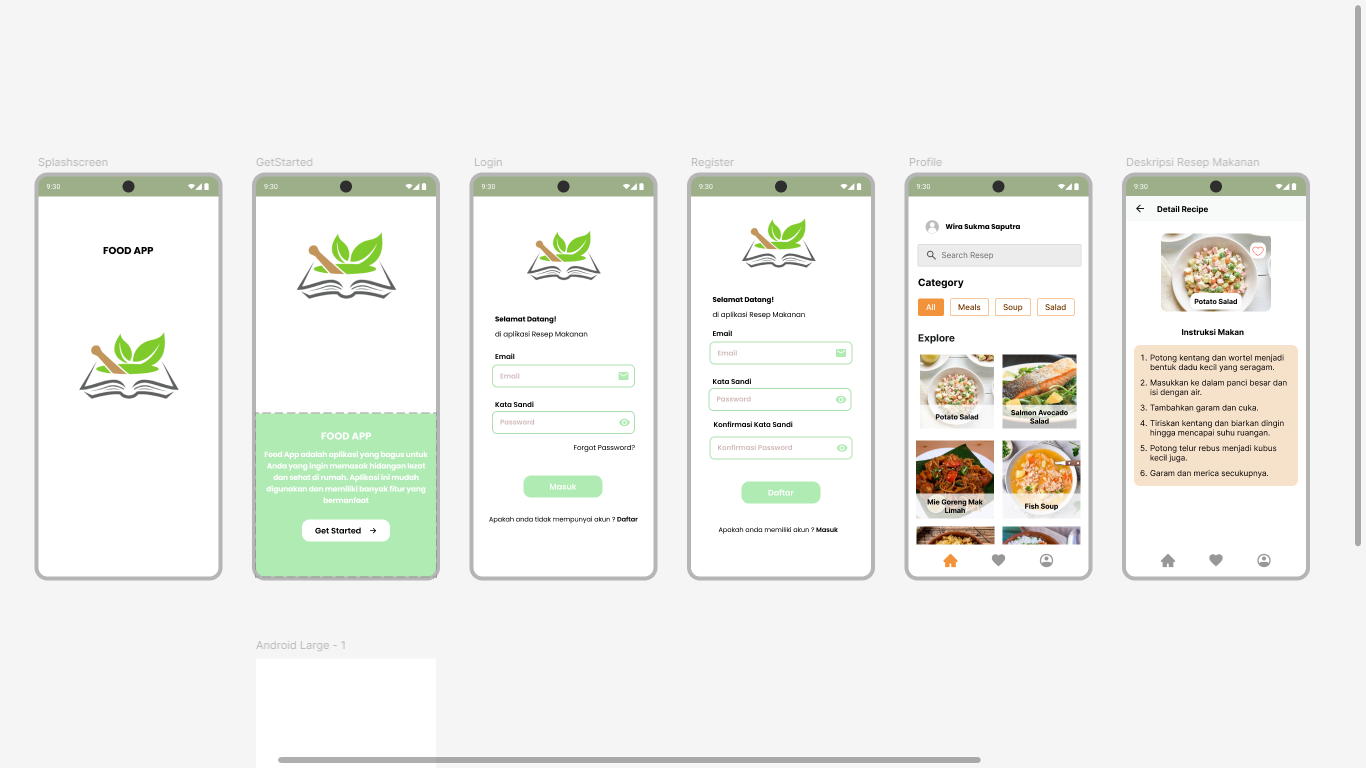 Splashscreen
9:30
FOOD APP
GetStarted
9:30
FOOD APP
Food App adalah aplikasi yang bagus untuk
Anda yang ingin memasak hidangan lezat
dan sehat di rumah. Aplikasi ini mudah
digunakan dan memiliki banyak fitur yang
bermanfaat
Get Started
Login
9:30
Selamat Datang!
di aplikasi Resep Makanan
Email
Email
Kata Sandi
Password
Forgot Password?
Masuk
Apakah anda tidak mempunyai akun ? Daftar
Register
9:30
Selamat Datang!
di aplikasi Resep Makanan
Email
Email
Kata Sandi
Password
Konfirmasi Kata Sandi
Konfirmasi Password
Daftar
Apakah anda memiliki akun ? Masuk
Profile
9:30
Wira Sukma Saputra
Search Resep
Category
All Meals Soup Salad
Explore
Potato Salad
Salmon Avocado
Salad
Mie Goreng Mak
Limah
Fish Soup
Deskripsi Resep Makanan
9:30
Detail Recipe
Potato Salad
Instruksi Makan
1. Potong kentang dan wortel menjadi
bentuk dadu kecil yang seragam.
2. Masukkan ke dalam panci besar dan
isi dengan air.
3. Tambahkan garam dan cuka.
4. Tiriskan kentang dan biarkan dingin
hingga mencapai suhu ruangan.
5. Potong telur rebus menjadi kubus
kecil juga.
6. Garam dan merica secukupnya.
Android Large - 1